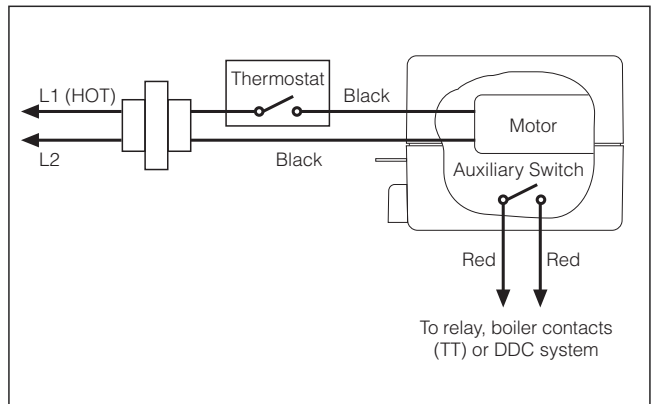 L1 (HOT)
Thermostat
Black
Motor
L2
Black
Auxiliary Switch
Red
Red
To relay, boiler contacts
(TT) or DDC system